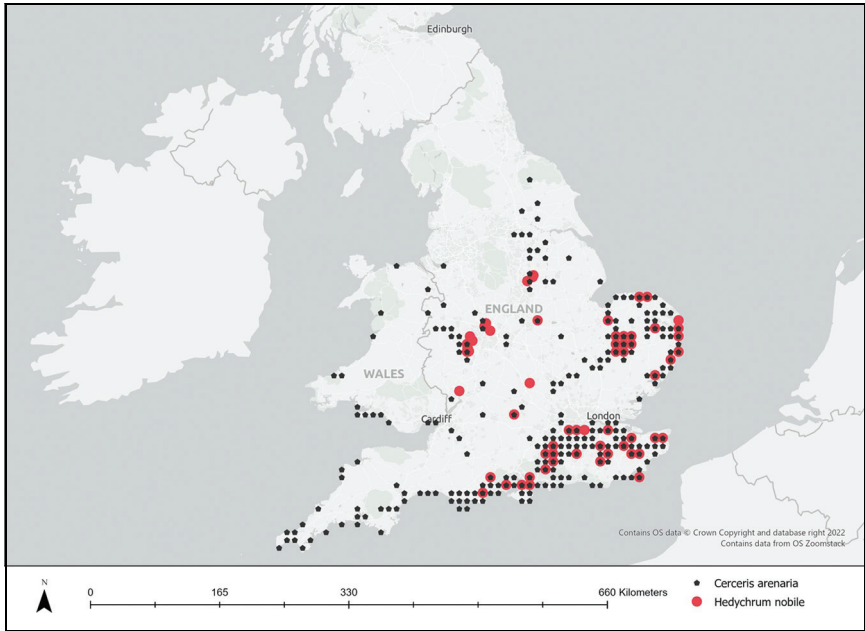 Edinburgh
ENGLAND
WALES
Cardiff
London
Contains OS data © Crown Copyright and database right 2022
Contains data from OS Zoomstack
N
0 165 330 660 Kilometers
Cerceris arenaria
Hedychrum nobile